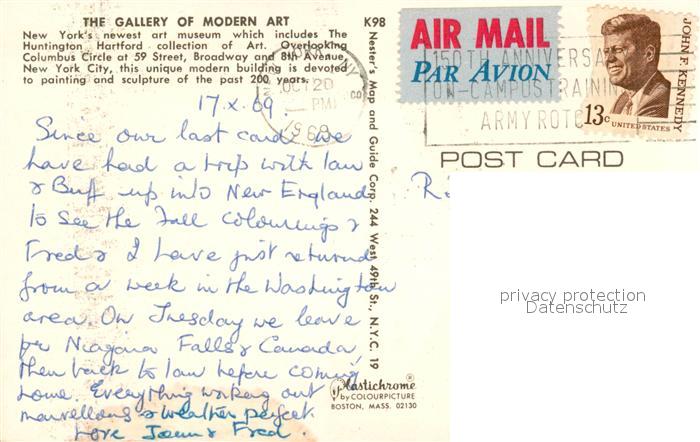 THE GALLERY OF MODERN ART
New York's newest art museum which includes The
Huntington Hartford collection of Art. Overlooking
Columbus Circle at 59 Street, Broadway and 8th Avenue,
New York City, this unique modern building is devoted
to painting and sculpture of the past 200 years.
K98
17.X.69.
Since our last card we
have had a trip with Ian
& Buff up into New England
to see the Fall Colourings &
Fred & I have just returned
from a week in the Washington
area. On Tuesday we leave
for Niagara Falls & Canada,
then back to Ian before coming
home. Everything working out
marvellous & weather perfect.
Love Joan & Fred.
Nester's Map and Guide Corp. 244 West 49th St., N.Y.C. 19
Plastichrome
by COLOURPICTURE
BOSTON, MASS. 02130
AIR MAIL
PAR AVION
JOHN F. KENNEDY
13c UNITED STATES
OCT 20
PM
150TH ANNIVERSA
ON-CAMPUS TRAINING
ARMY ROTC
POST CARD
privacy protection
Datenschutz